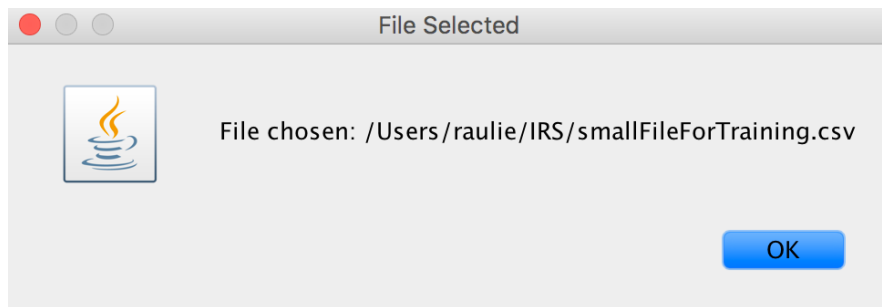 File Selected
File chosen: /Users/raulie/IRS/smallFileForTraining.csv
OK